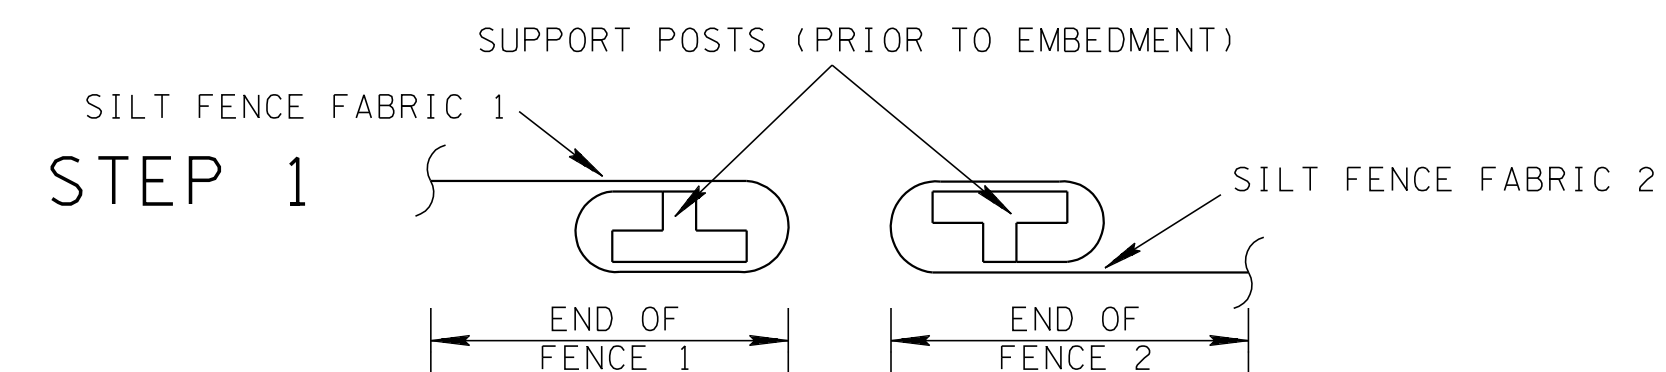 SUPPORT POSTS (PRIOR TO EMBEDMENT)
SILT FENCE FABRIC 1
STEP 1
SILT FENCE FABRIC 2
END OF
FENCE 1
END OF
FENCE 2